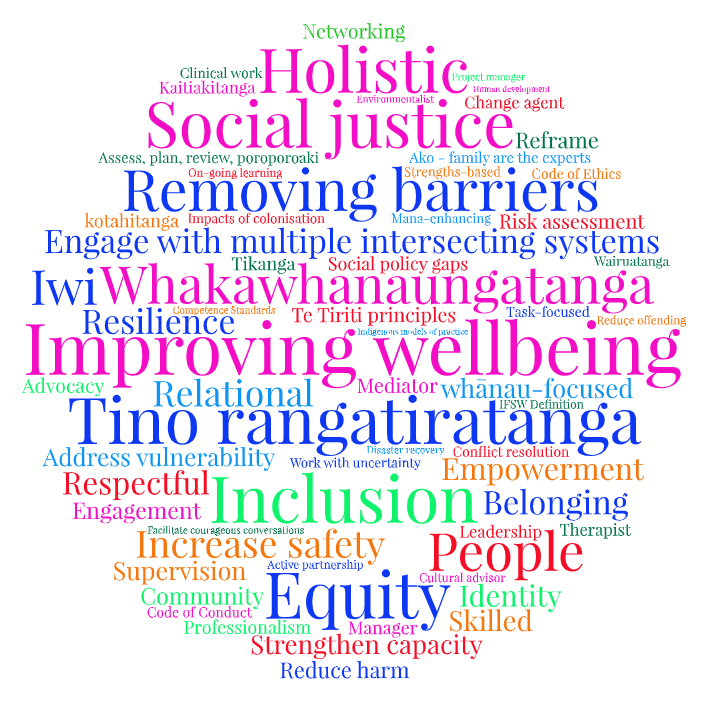 Networking
Holistic
Clinical work
Project manager
Kaitiakitanga
Human development
Environmentalist
Change agent
Social justice
Reframe
Assess, plan, review, poroporoaki
Ako - family are the experts
On-going learning
Strengths-based
Code of Ethics
Removing barriers
kotahitanga
Impacts of colonisation
Mana-enhancing
Risk assessment
Engage with multiple intersecting systems
Tikanga
Social policy gaps
Wairuatanga
Iwi
Whakawhanaungatanga
Competence Standards
Te Tiriti principles
Task-focused
Resilience
Reduce offending
Indigenous models of practice
Improving wellbeing
Advocacy
Relational
Mediator
whānau-focused
IFSW Definition
Tino rangatiratanga
Disaster recovery
Conflict resolution
Address vulnerability
Work with uncertainty
Empowerment
Respectful
Inclusion
Belonging
Engagement
Facilitate courageous conversations
Leadership
Therapist
Increase safety
People
Active partnership
Supervision
Cultural advisor
Equity
Community
Identity
Code of Conduct
Skilled
Professionalism
Manager
Strengthen capacity
Reduce harm